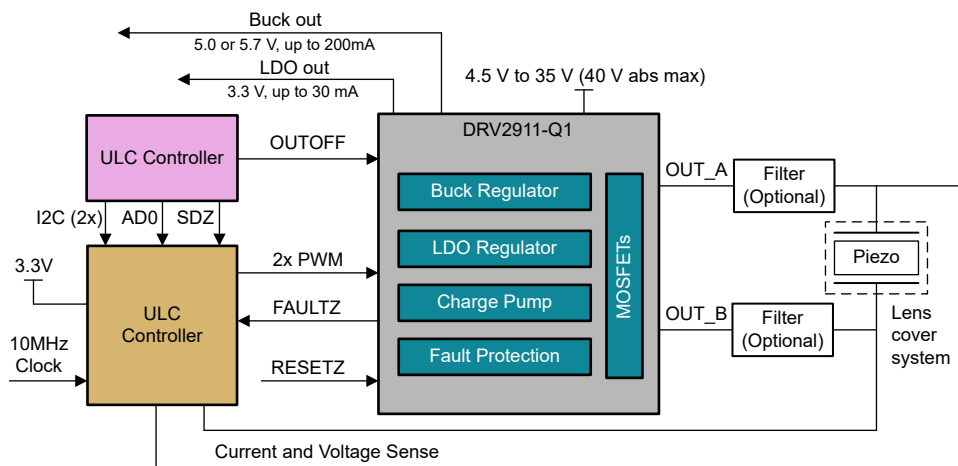 Buck out
5.0 or 5.7 V, up to 200mA
LDO out
3.3 V, up to 30 mA
4.5 V to 35 V (40 V abs max)
DRV2911-Q1
ULC Controller
OUTOFF
I2C (2x)
AD0
SDZ
Buck Regulator
LDO Regulator
Charge Pump
Fault Protection
MOSFETs
OUT_A
Filter
(Optional)
Piezo
OUT_B
Filter
(Optional)
Lens
cover
system
3.3V
ULC
Controller
2x PWM
FAULTZ
RESETZ
10MHz
Clock
Current and Voltage Sense